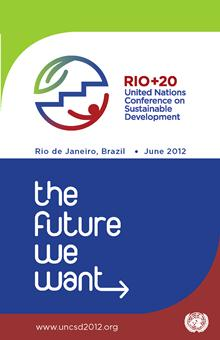 RIO+20
United Nations
Conference on
Sustainable
Development
Rio de Janeiro, Brazil • June 2012
the
future
we
want
www.uncsd2012.org